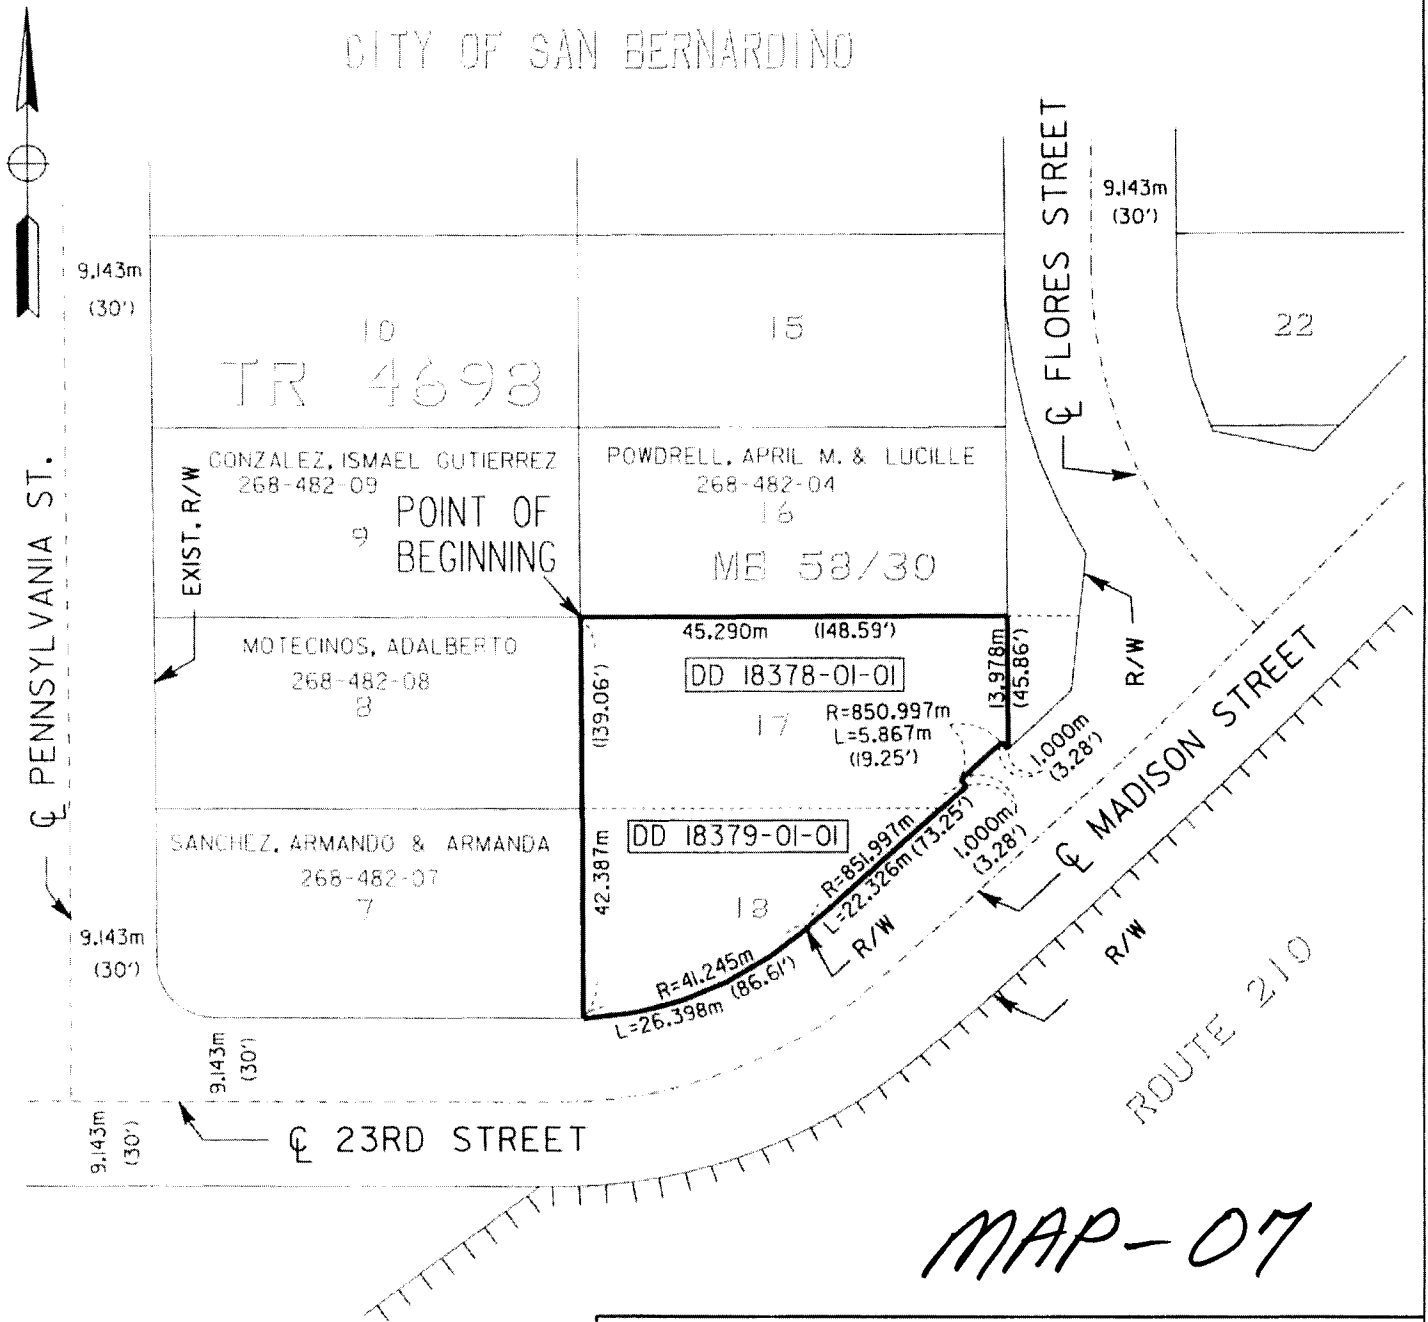 CITY OF SAN BERNARDINO
℄ FLORES STREET
9.143m
(30')
9.143m
(30')
10
15
22
TR 4698
℄ PENNSYLVANIA ST.
EXIST. R/W
GONZALEZ, ISMAEL GUTIERREZ
268-482-09
9
POINT OF
BEGINNING
POWDRELL, APRIL M. & LUCILLE
268-482-04
16
MB 58/30
R/W
MOTECINOS, ADALBERTO
268-482-08
8
45.290m (148.59')
DD 18378-01-01
13.978m
(45.86')
(139.06')
42.387m
17
R=850.997m
L=5.867m
(19.25')
1.000m
(3.28')
℄ MADISON STREET
SANCHEZ, ARMANDO & ARMANDA
268-482-07
7
DD 18379-01-01
18
R=851.997m
L=22.326m (73.25')
1.000m
(3.28')
R/W
R/W
9.143m
(30')
R=41.245m
L=26.398m (86.61')
ROUTE 210
9.143m
(30')
9.143m
(30')
℄ 23RD STREET
MAP-07